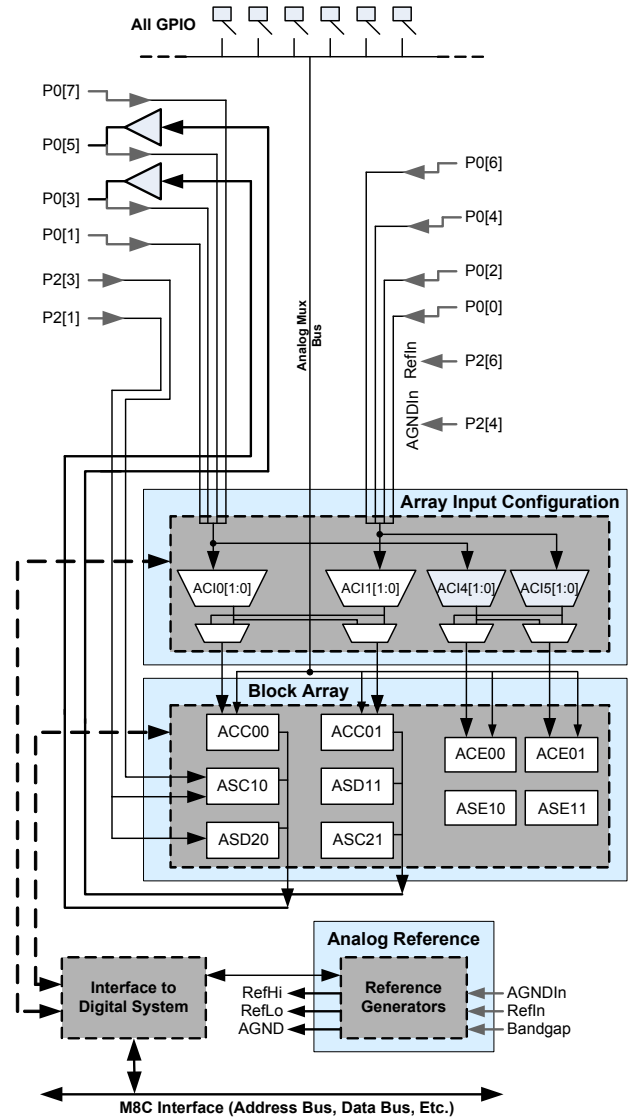 All GPIO
P0[7]
P0[5]
P0[3]
P0[1]
P2[3]
P2[1]
P0[6]
P0[4]
P0[2]
P0[0]
P2[6]
P2[4]
Analog Mux
Bus
RefIn
AGNDIn
Array Input Configuration
ACI0[1:0]
ACI1[1:0]
ACI4[1:0]
ACI5[1:0]
Block Array
ACC00
ACC01
ACE00
ACE01
ASC10
ASD11
ASE10
ASE11
ASD20
ASC21
Analog Reference
Interface to
Digital System
RefHi
RefLo
AGND
Reference
Generators
AGNDIn
RefIn
Bandgap
M8C Interface (Address Bus, Data Bus, Etc.)